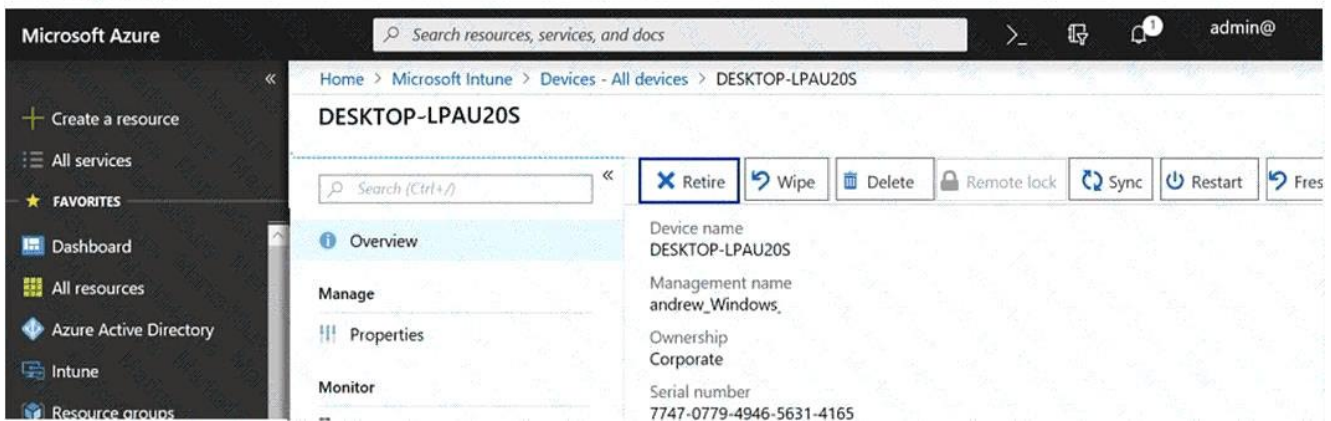 Microsoft Azure
Search resources, services, and docs
1
admin@
Home > Microsoft Intune > Devices - All devices > DESKTOP-LPAU20S
DESKTOP-LPAU20S
Create a resource
All services
FAVORITES
Dashboard
All resources
Azure Active Directory
Intune
Resource groups
Search (Ctrl+/)
Overview
Manage
Properties
Monitor
Retire
Wipe
Delete
Remote lock
Sync
Restart
Fres
Device name
DESKTOP-LPAU20S
Management name
andrew_Windows_
Ownership
Corporate
Serial number
7747-0779-4946-5631-4165